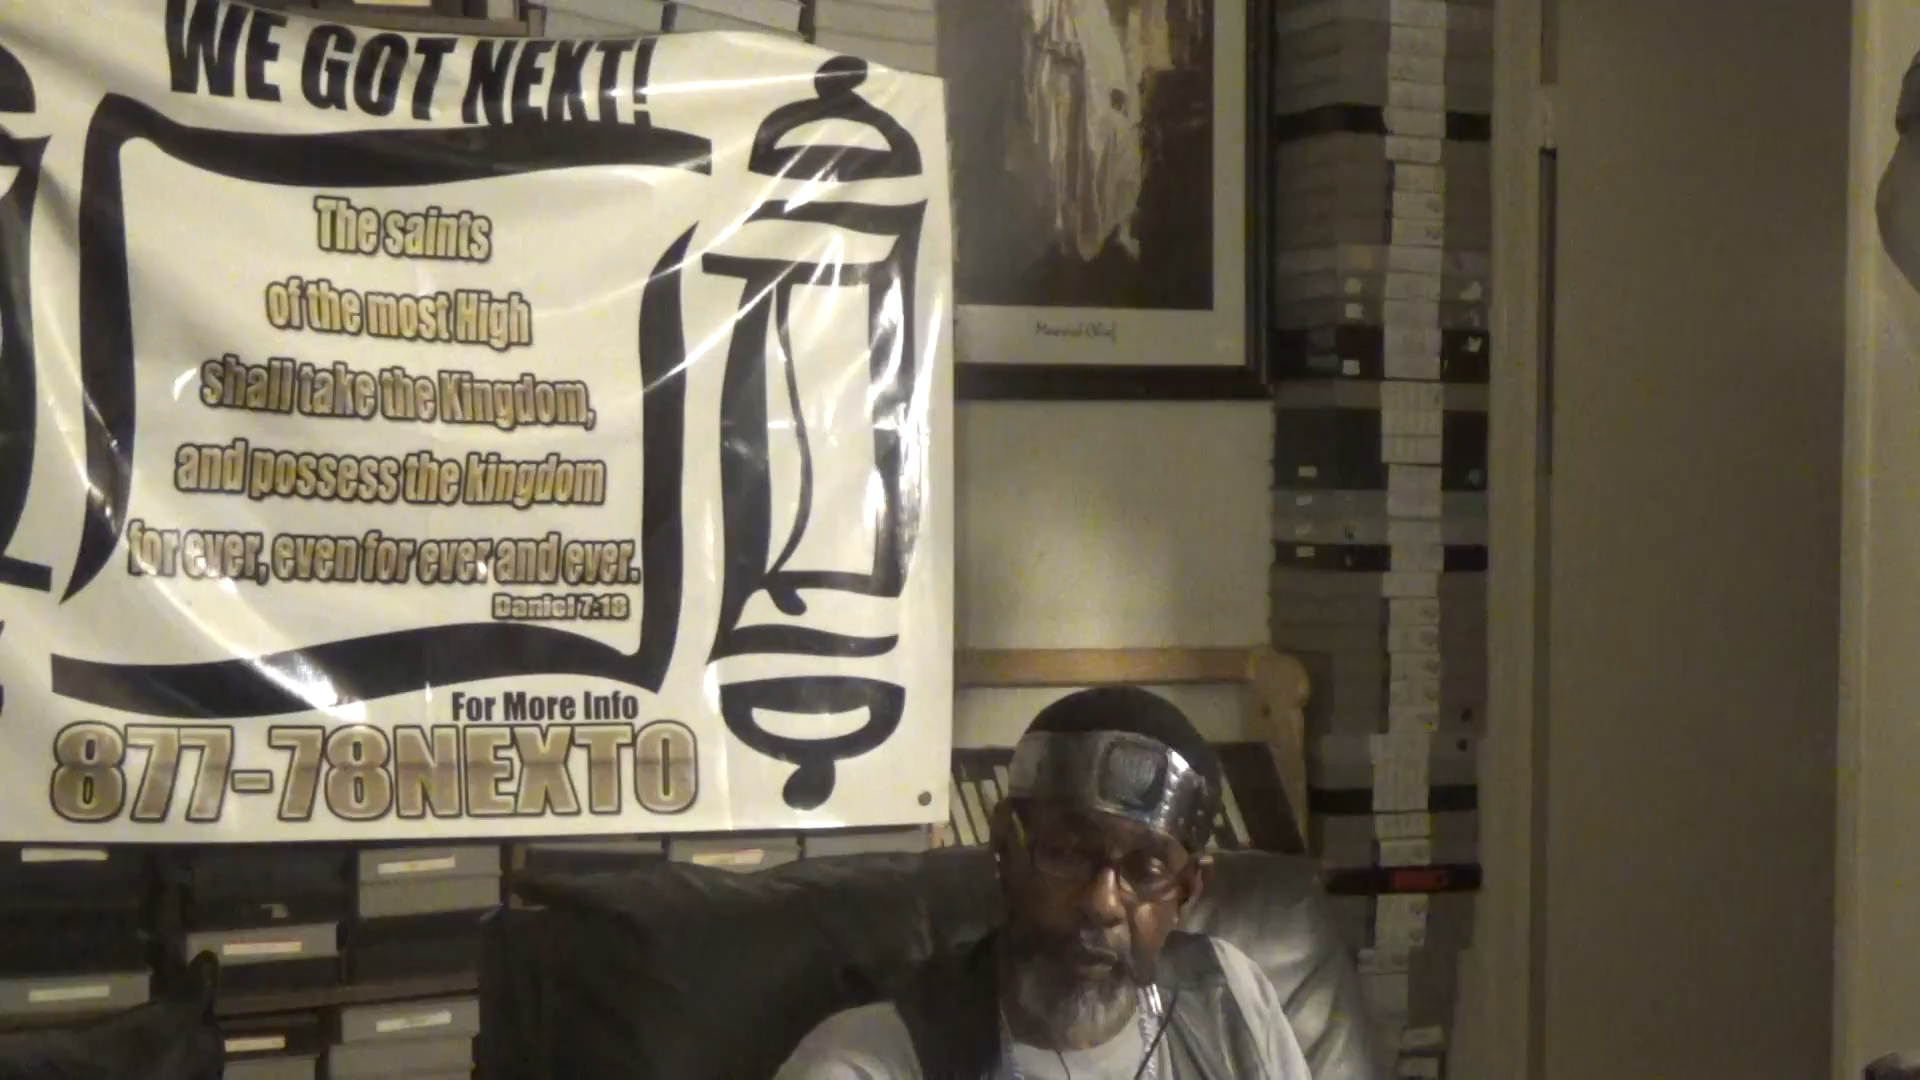 WE GOT NEXT!
The saints
of the most High
shall take the Kingdom,
and possess the kingdom
for ever, even for ever and ever.
Daniel 7:18
For More Info
877-78NEXT0